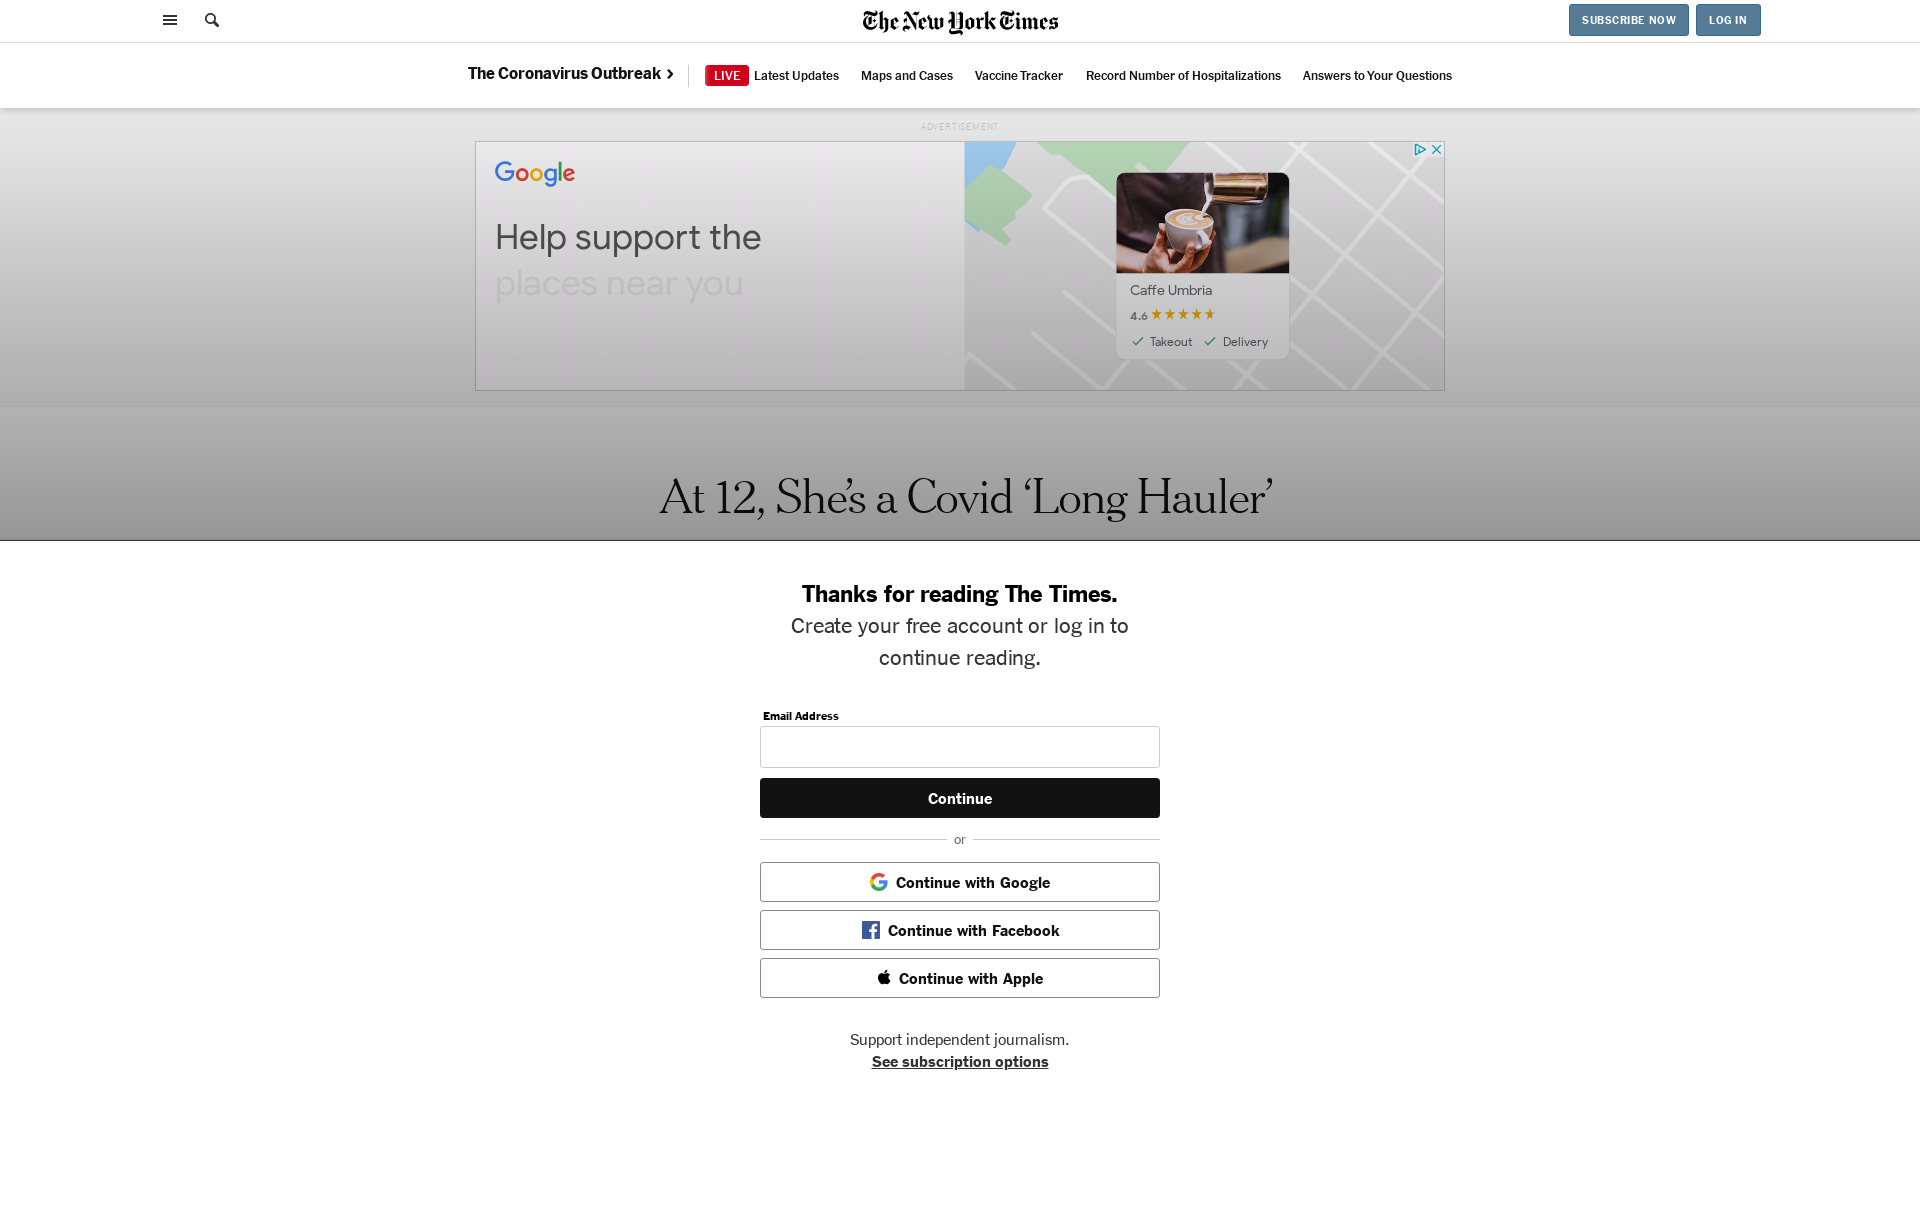 The New York Times
SUBSCRIBE NOW
LOG IN
The Coronavirus Outbreak
LIVE Latest Updates
Maps and Cases
Vaccine Tracker
Record Number of Hospitalizations
Answers to Your Questions
ADVERTISEMENT
Google
Help support the
places near you
Caffe Umbria
4.6
Takeout
Delivery
At 12, She’s a Covid ‘Long Hauler’
Thanks for reading The Times.
Create your free account or log in to
continue reading.
Email Address
Continue
or
Continue with Google
Continue with Facebook
Continue with Apple
Support independent journalism.
See subscription options